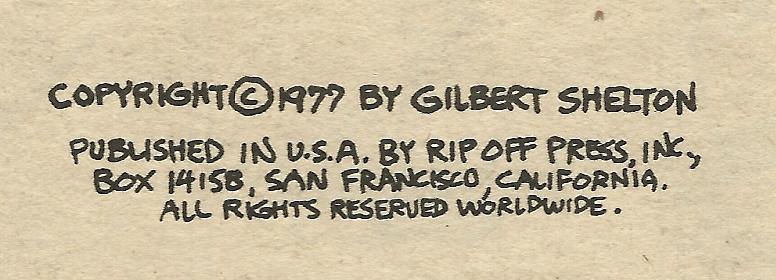 COPYRIGHT © 1977 BY GILBERT SHELTON
PUBLISHED IN U.S.A. BY RIP OFF PRESS, INC.,
BOX 14158, SAN FRANCISCO, CALIFORNIA.
ALL RIGHTS RESERVED WORLDWIDE.